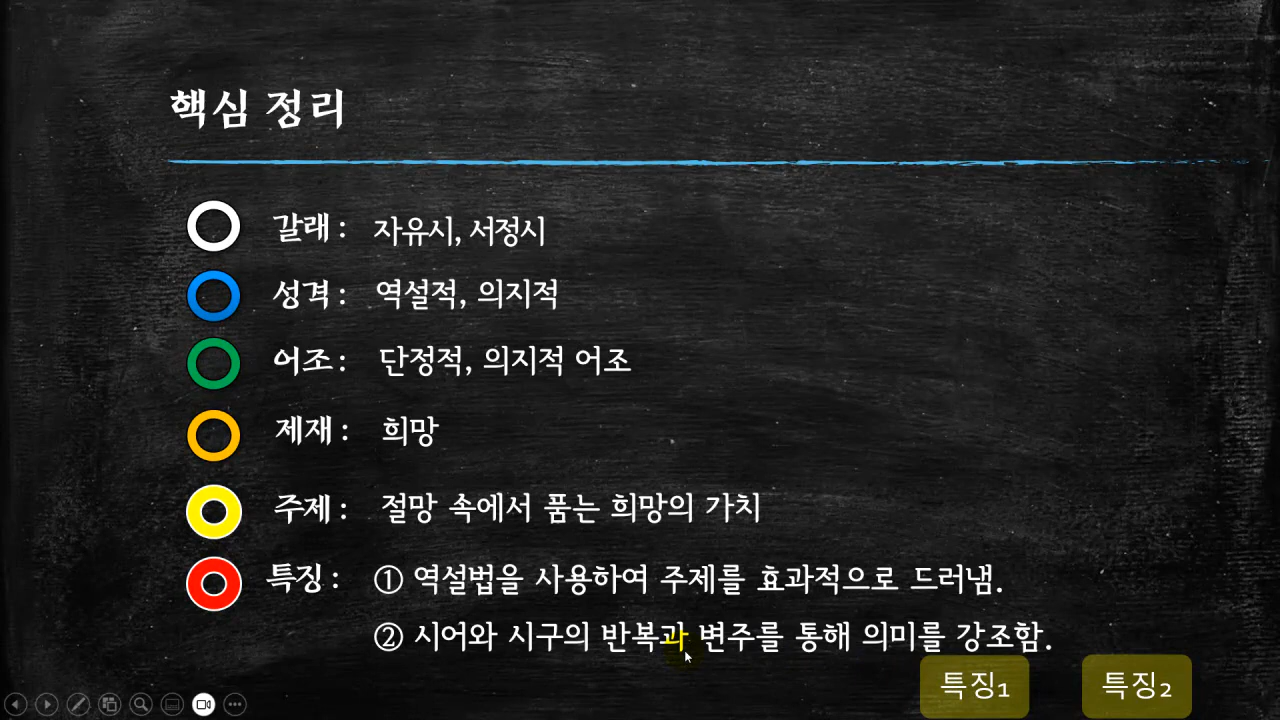 핵심 정리
갈래 : 자유시, 서정시
성격 : 역설적, 의지적
어조 : 단정적, 의지적 어조
제재 : 희망
주제 : 절망 속에서 품는 희망의 가치
특징 : ① 역설법을 사용하여 주제를 효과적으로 드러냄.
② 시어와 시구의 반복과 변주를 통해 의미를 강조함.
특징1 특징2